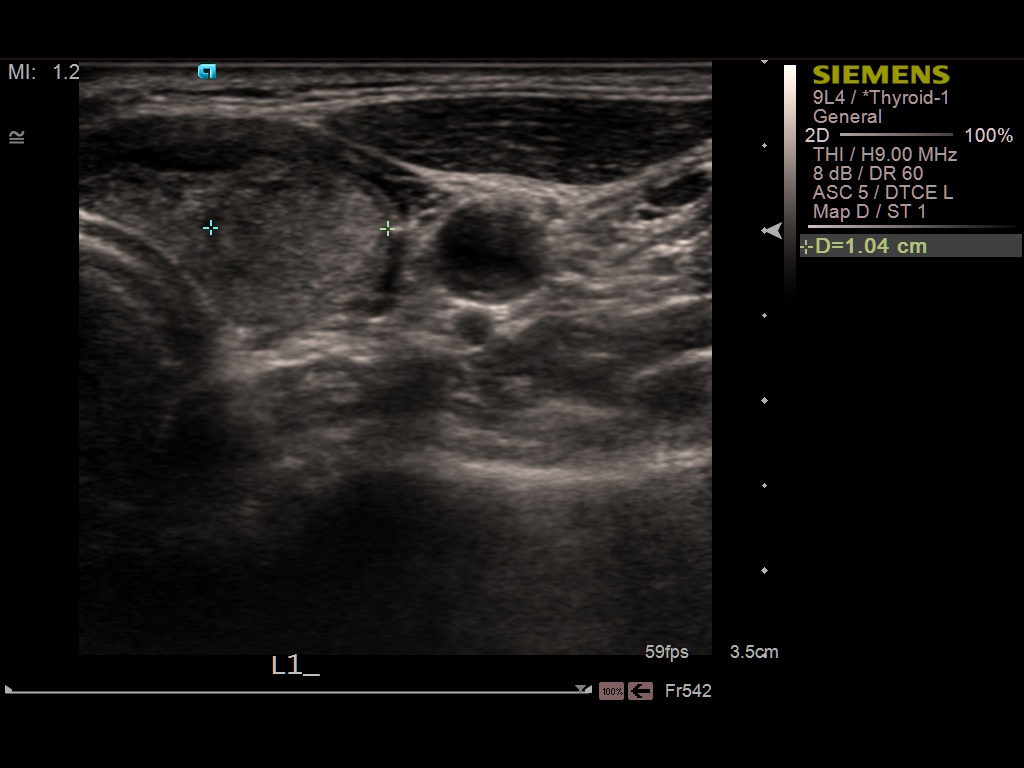 MI: 1.2
SIEMENS
9L4 / *Thyroid-1
General
2D 100%
THI / H9.00 MHz
8 dB / DR 60
ASC 5 / DTCE L
Map D / ST 1
D=1.04 cm
59fps 3.5cm
L1_
100% Fr542